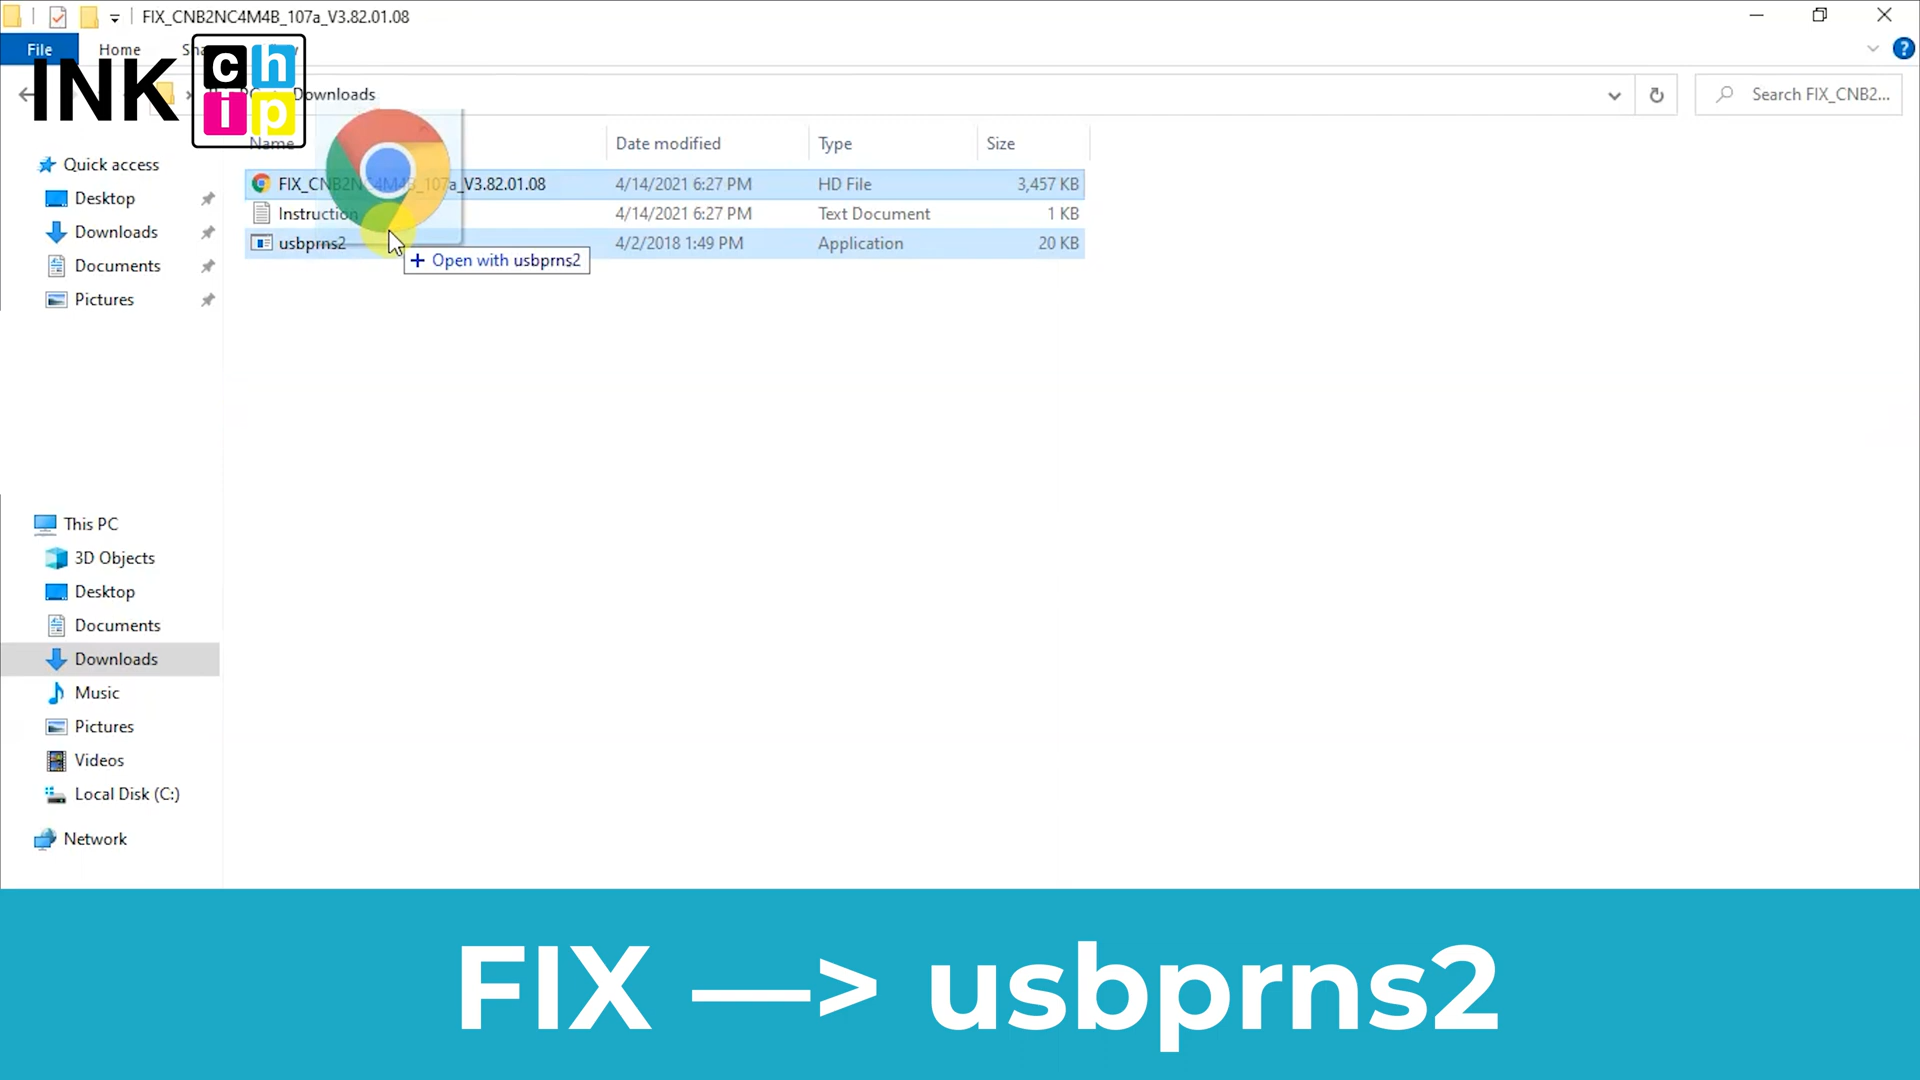 FIX_CNB2NC4M4B_107a_V3.82.01.08
File Home
INK chip
Downloads
Search FIX_CNB2...
Name Date modified Type Size
FIX_CNB2NC4M4B_107a_V3.82.01.08 4/14/2021 6:27 PM HD File 3,457 KB
Instruction 4/14/2021 6:27 PM Text Document 1 KB
usbprns2 4/2/2018 1:49 PM Application 20 KB
+ Open with usbprns2
Quick access
Desktop
Downloads
Documents
Pictures
This PC
3D Objects
Desktop
Documents
Downloads
Music
Pictures
Videos
Local Disk (C:)
Network
FIX —> usbprns2